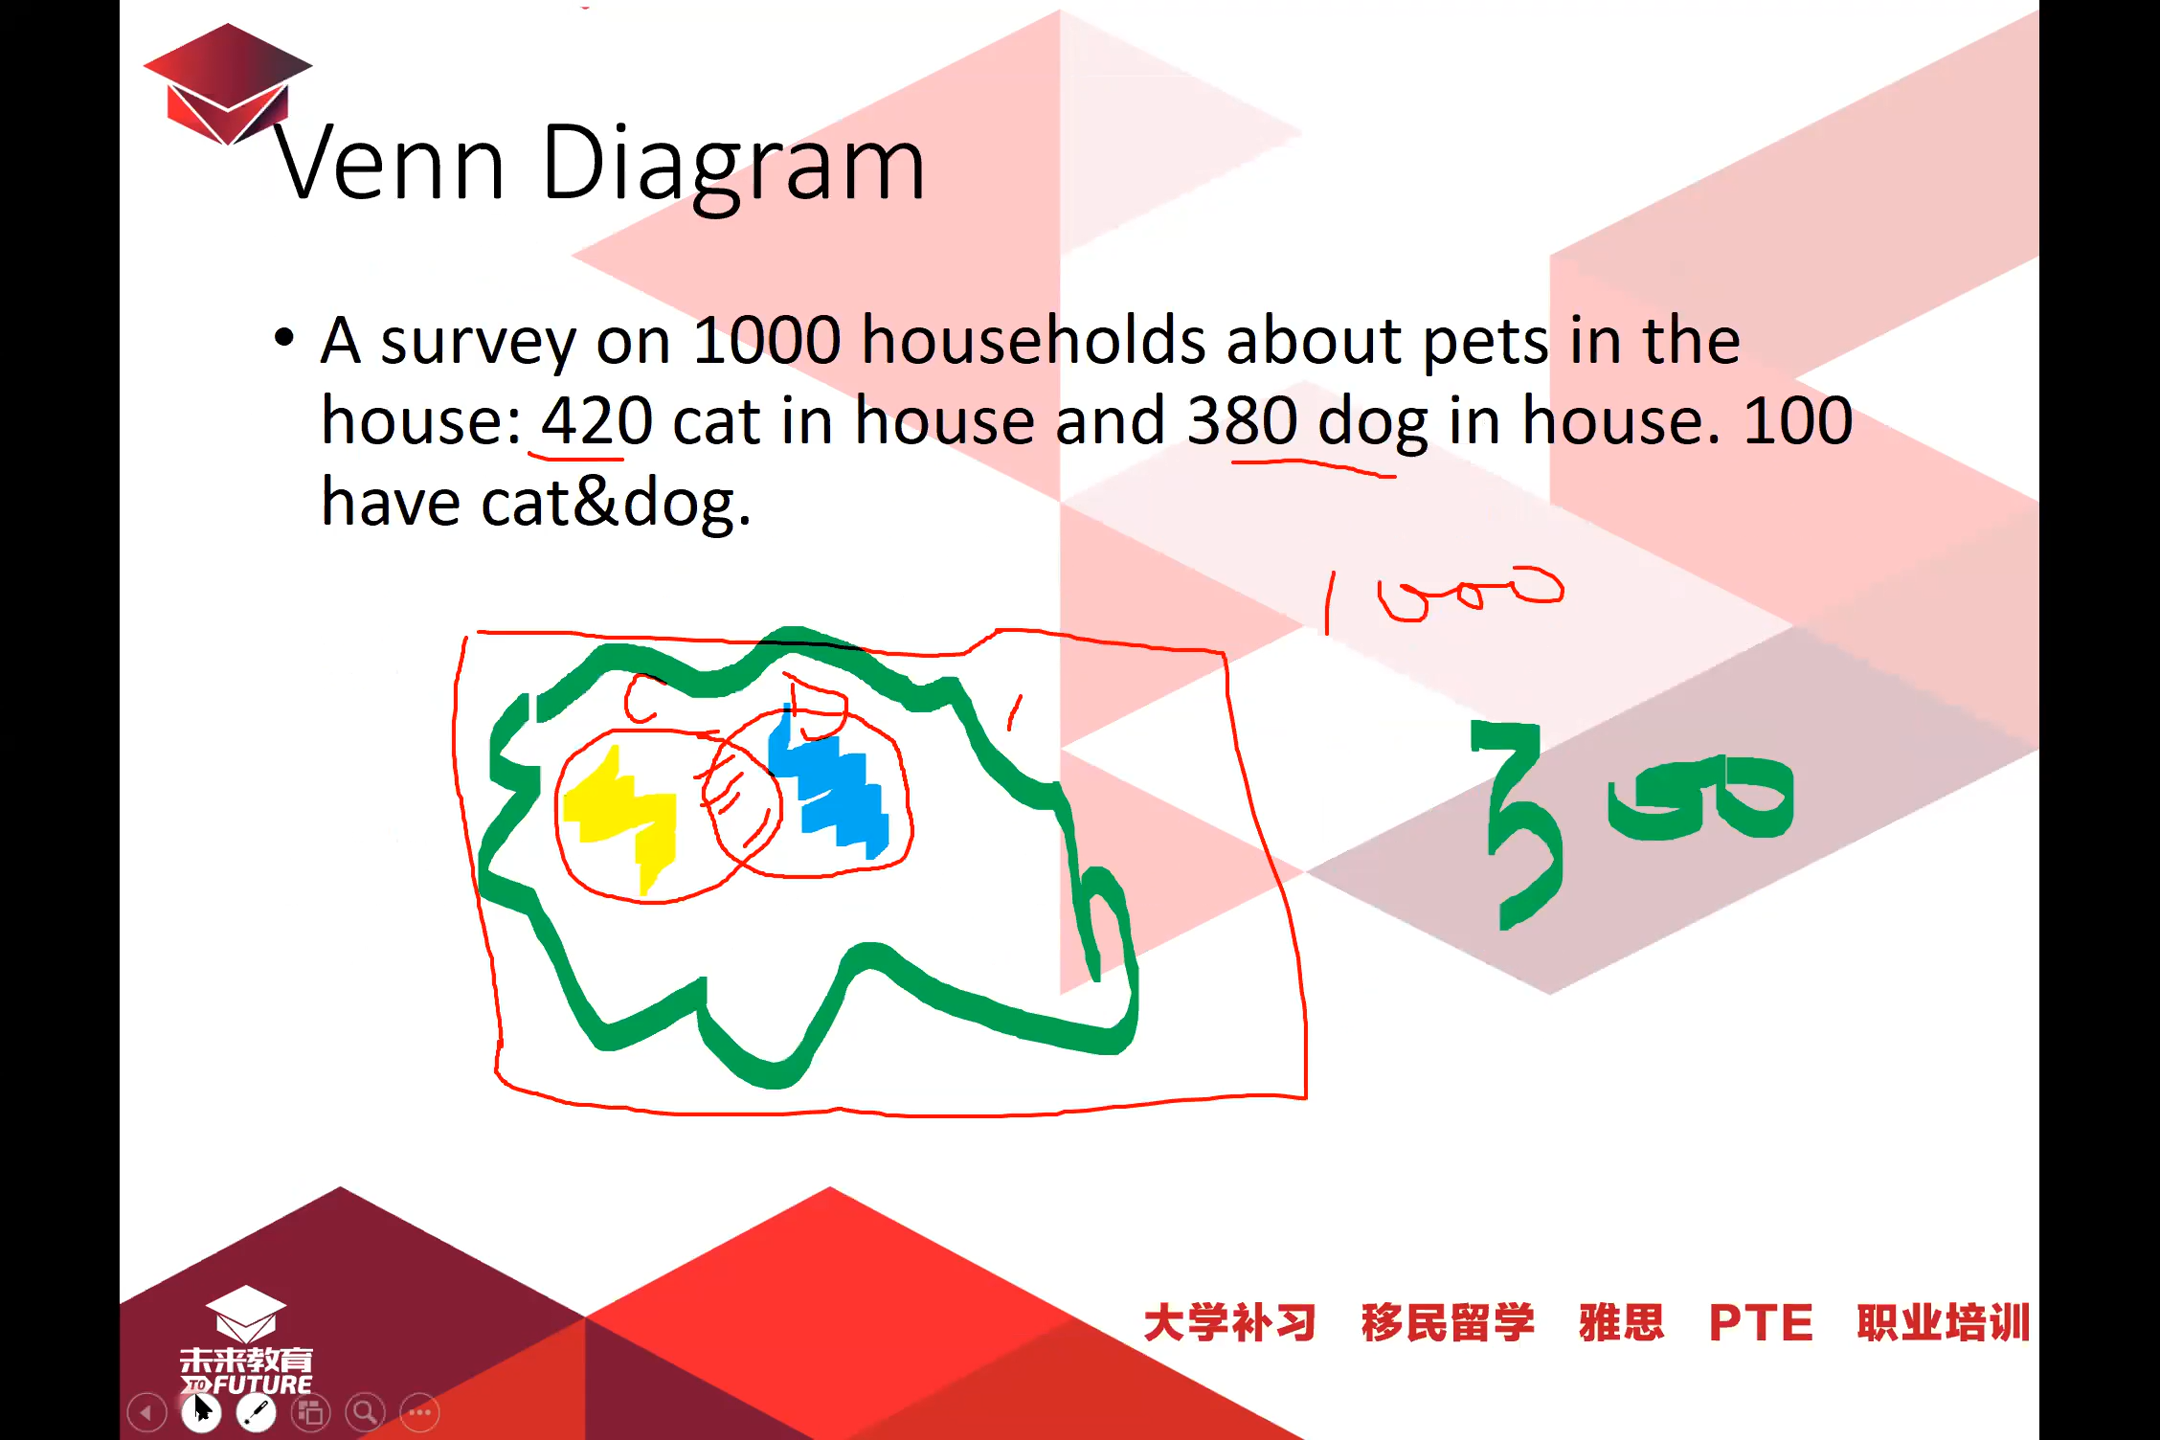 Venn Diagram
• A survey on 1000 households about pets in the
house: 420 cat in house and 380 dog in house. 100
have cat&dog.
1000
C D
300
大学补习 移民留学 雅思 PTE 职业培训
未来教育
TO FUTURE